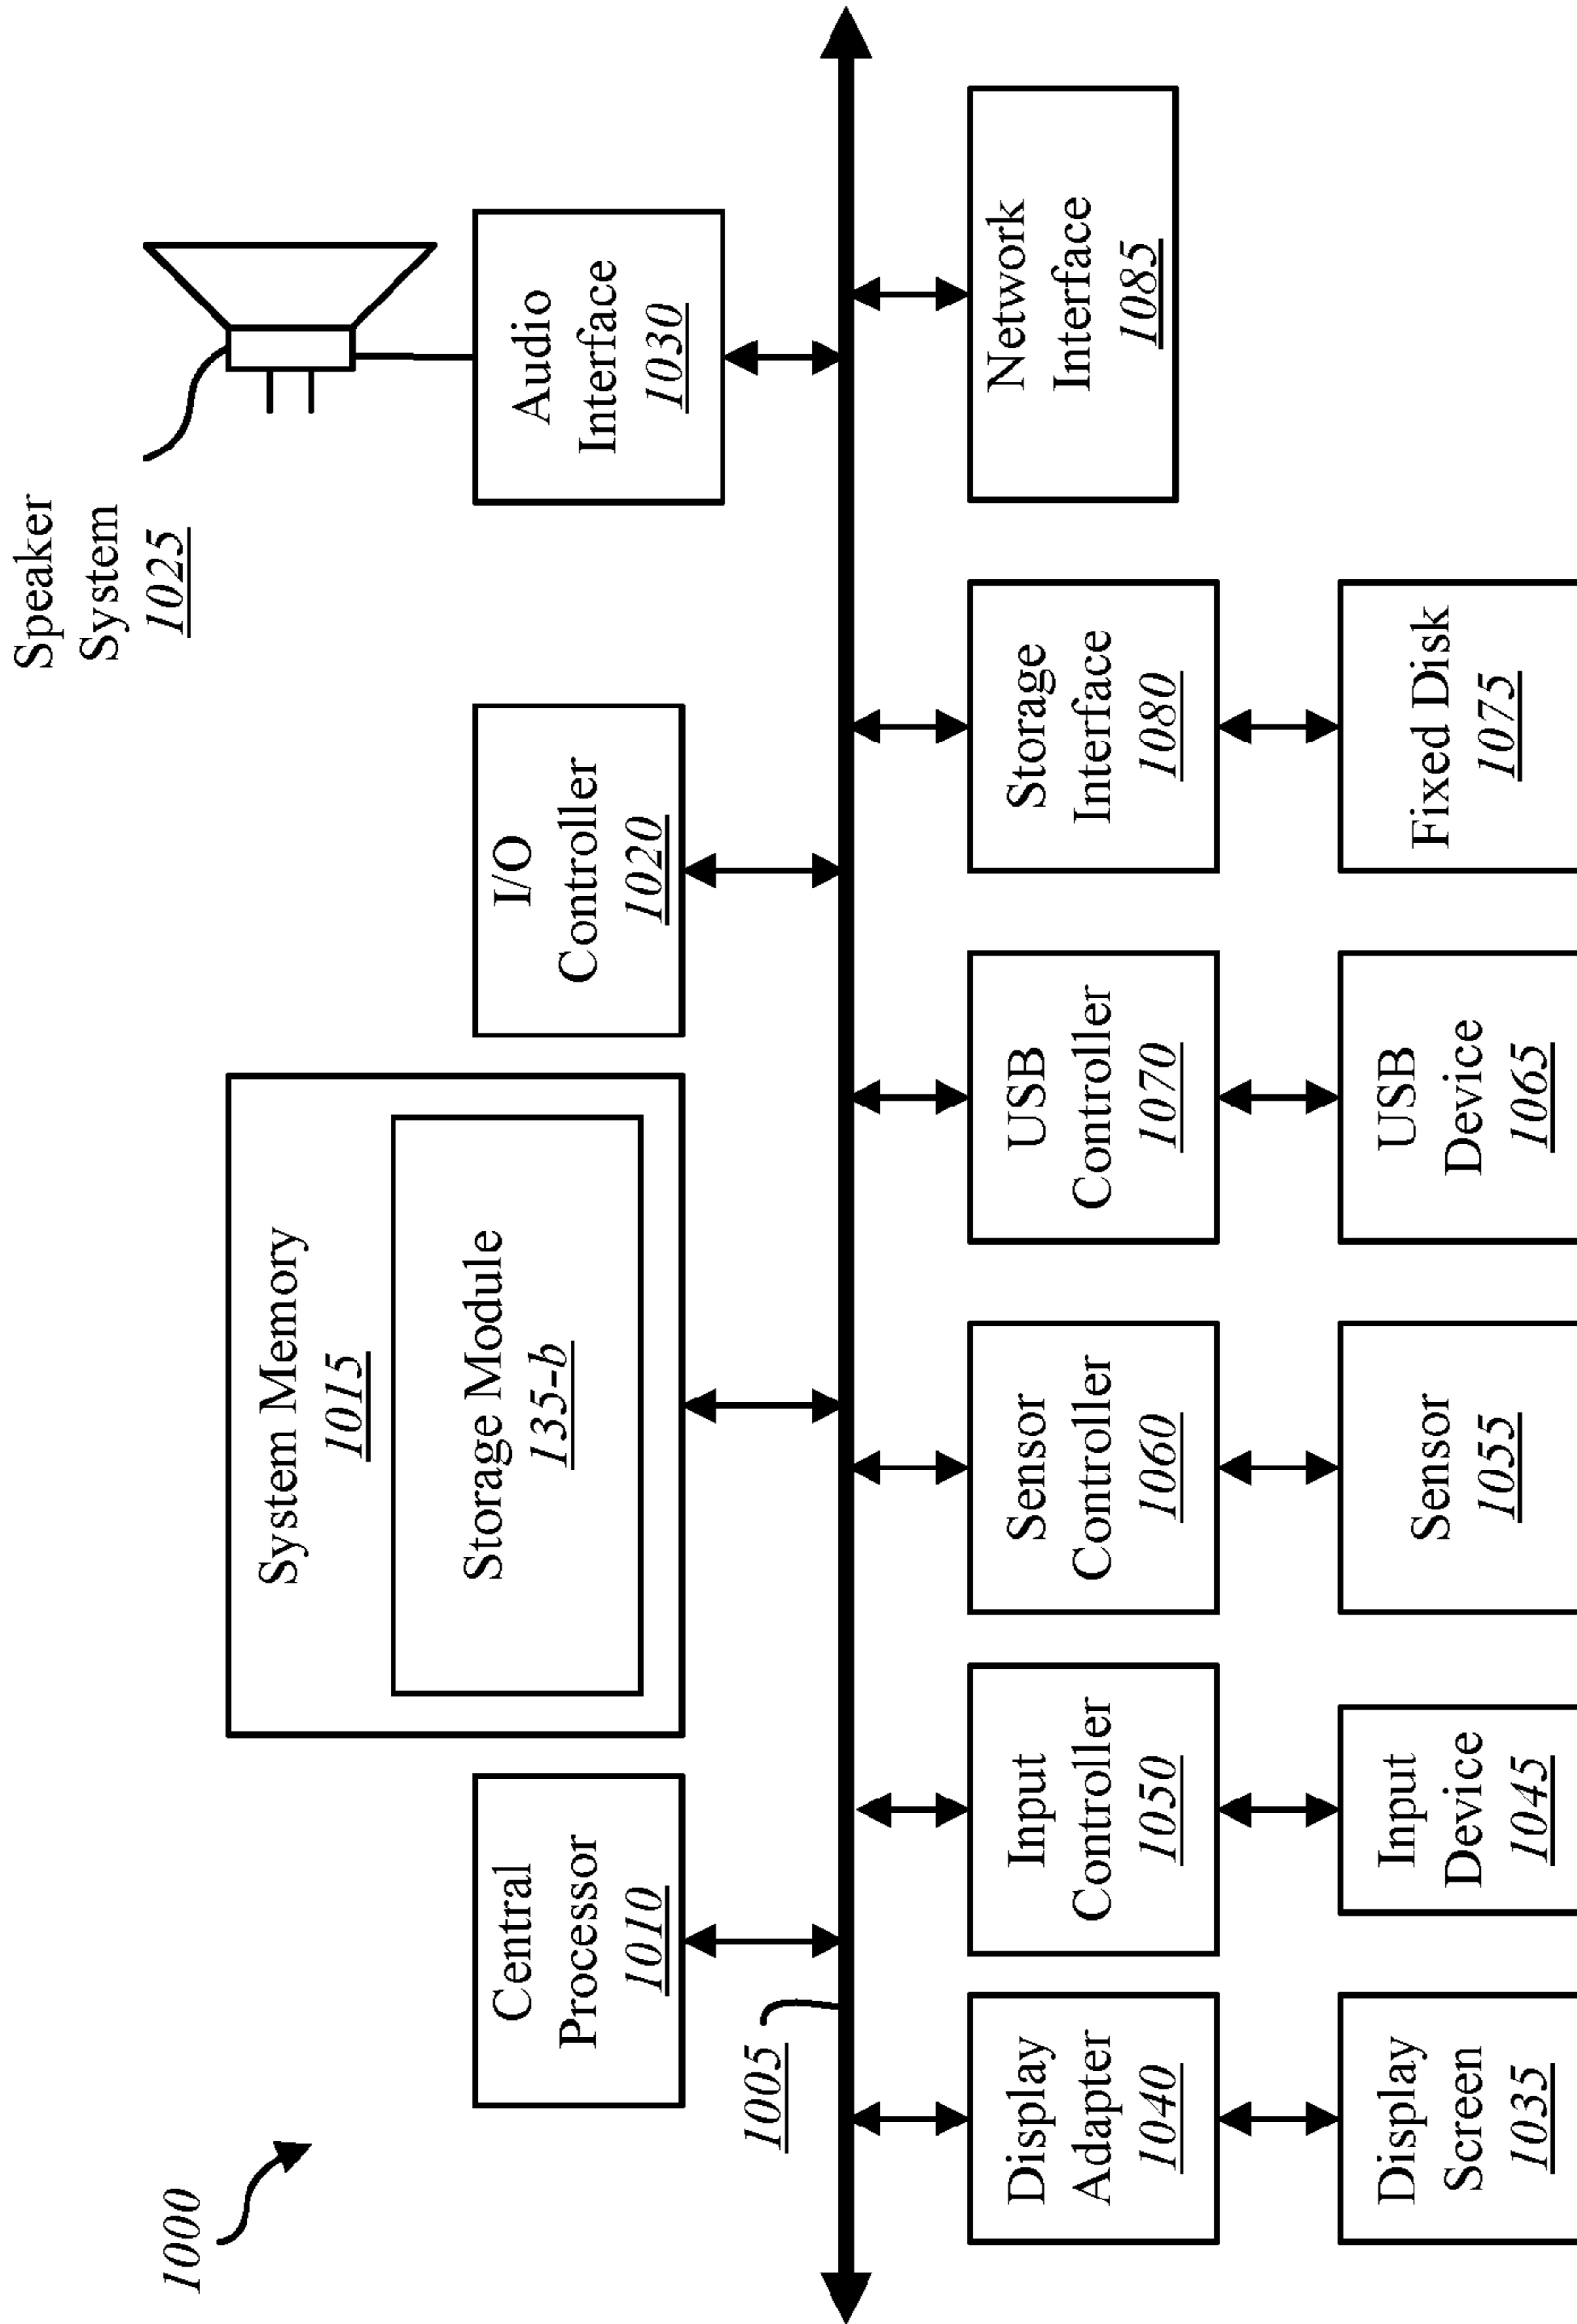 1000
Speaker
System
1025
Central
Processor
1010
System Memory
1015
Storage Module
135-b
I/O
Controller
1020
Audio
Interface
1030
1005
Display
Adapter
1040
Input
Controller
1050
Sensor
Controller
1060
USB
Controller
1070
Storage
Interface
1080
Network
Interface
1085
Display
Screen
1035
Input
Device
1045
Sensor
1055
USB
Device
1065
Fixed Disk
1075